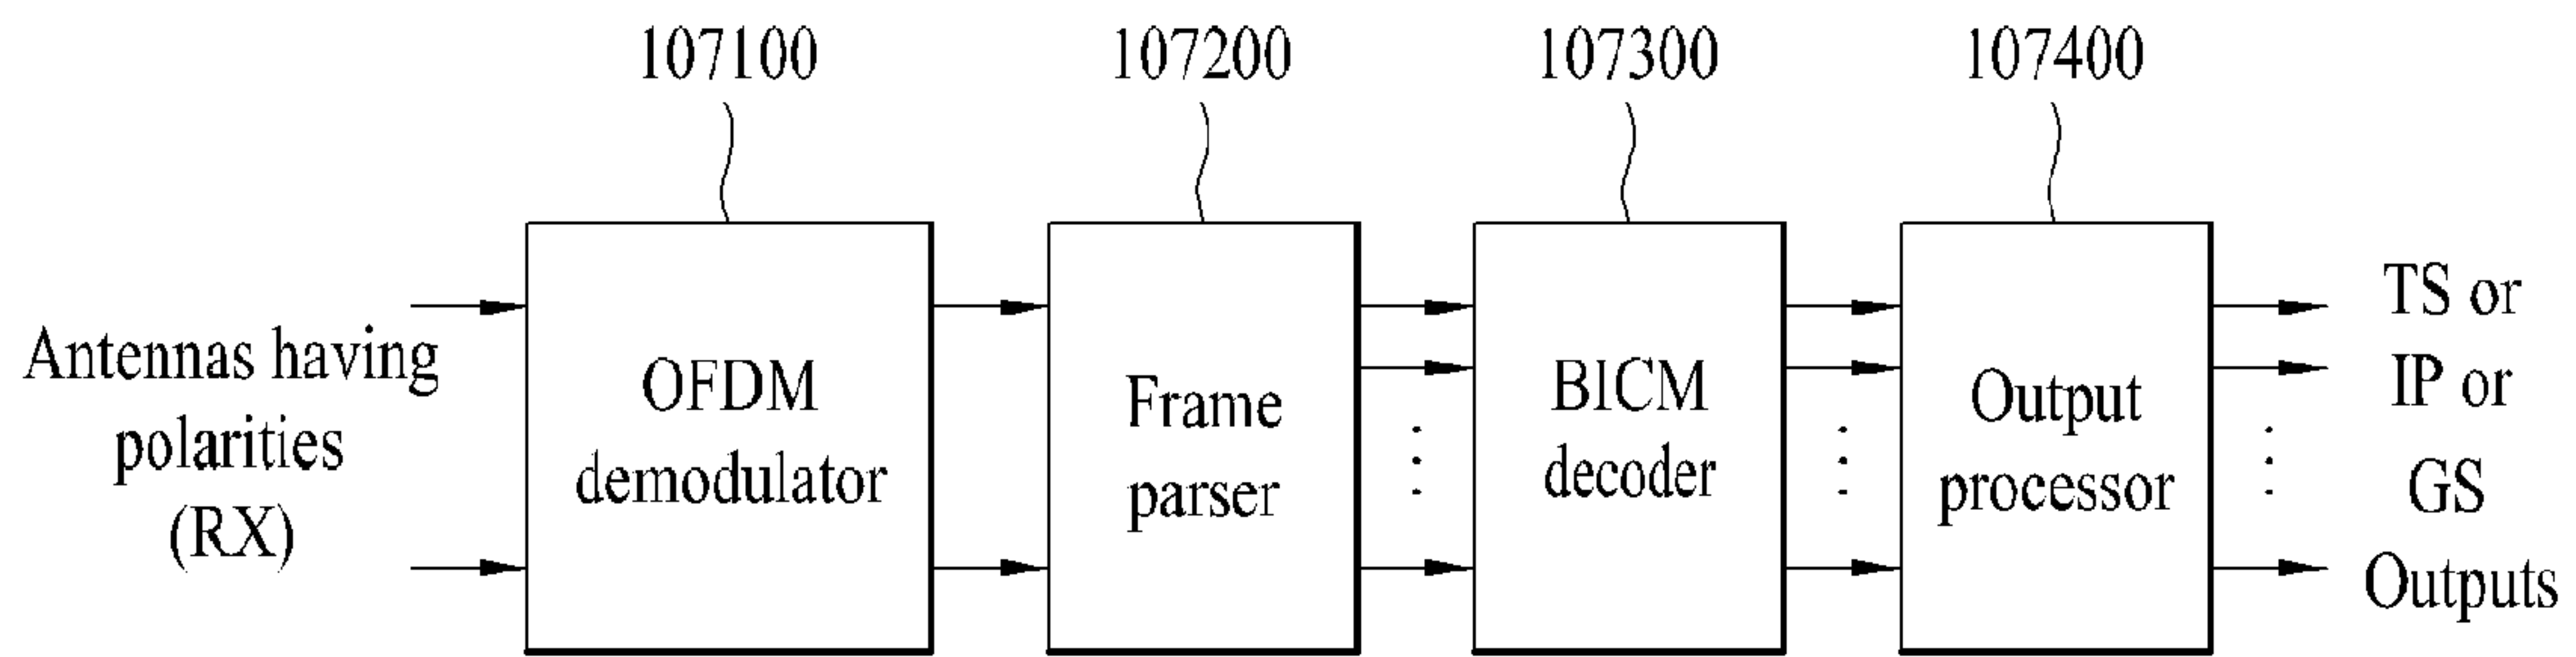 107100
107200
107300
107400
Antennas having
polarities
(RX)
OFDM
demodulator
Frame
parser
BICM
decoder
Output
processor
TS or
IP or
GS
Outputs